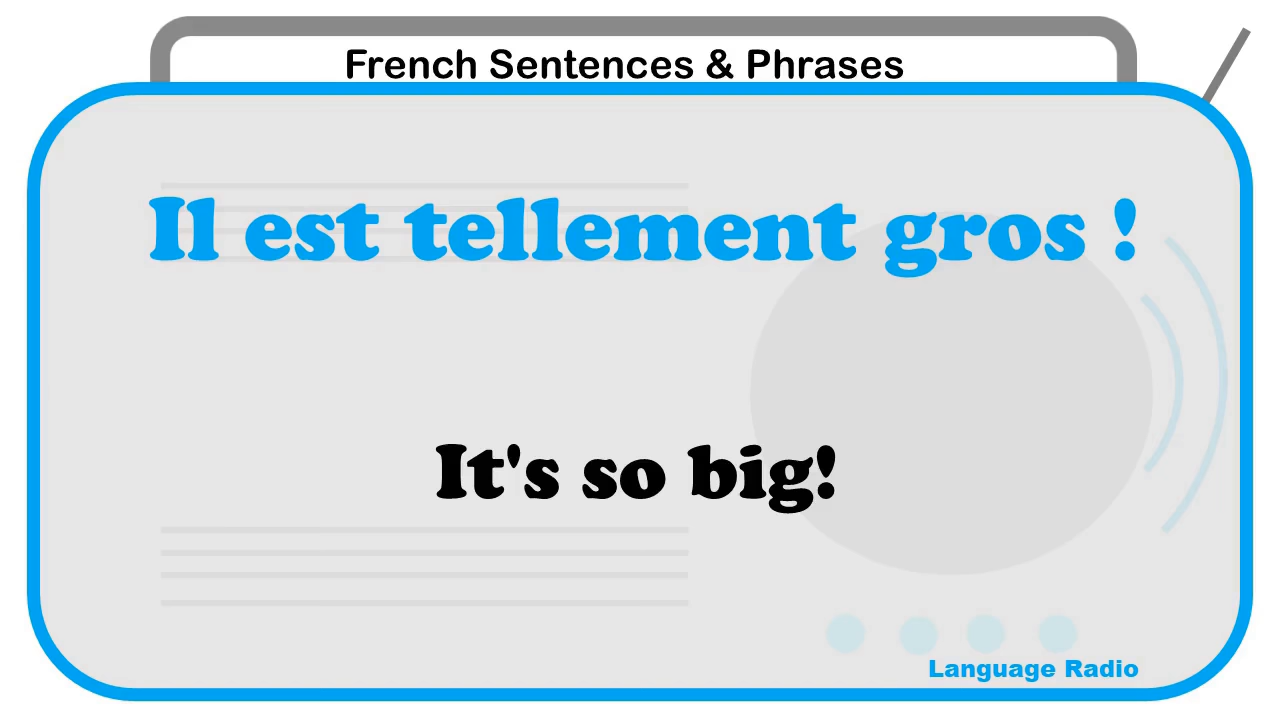 French Sentences & Phrases
Il est tellement gros !
It's so big!
Language Radio